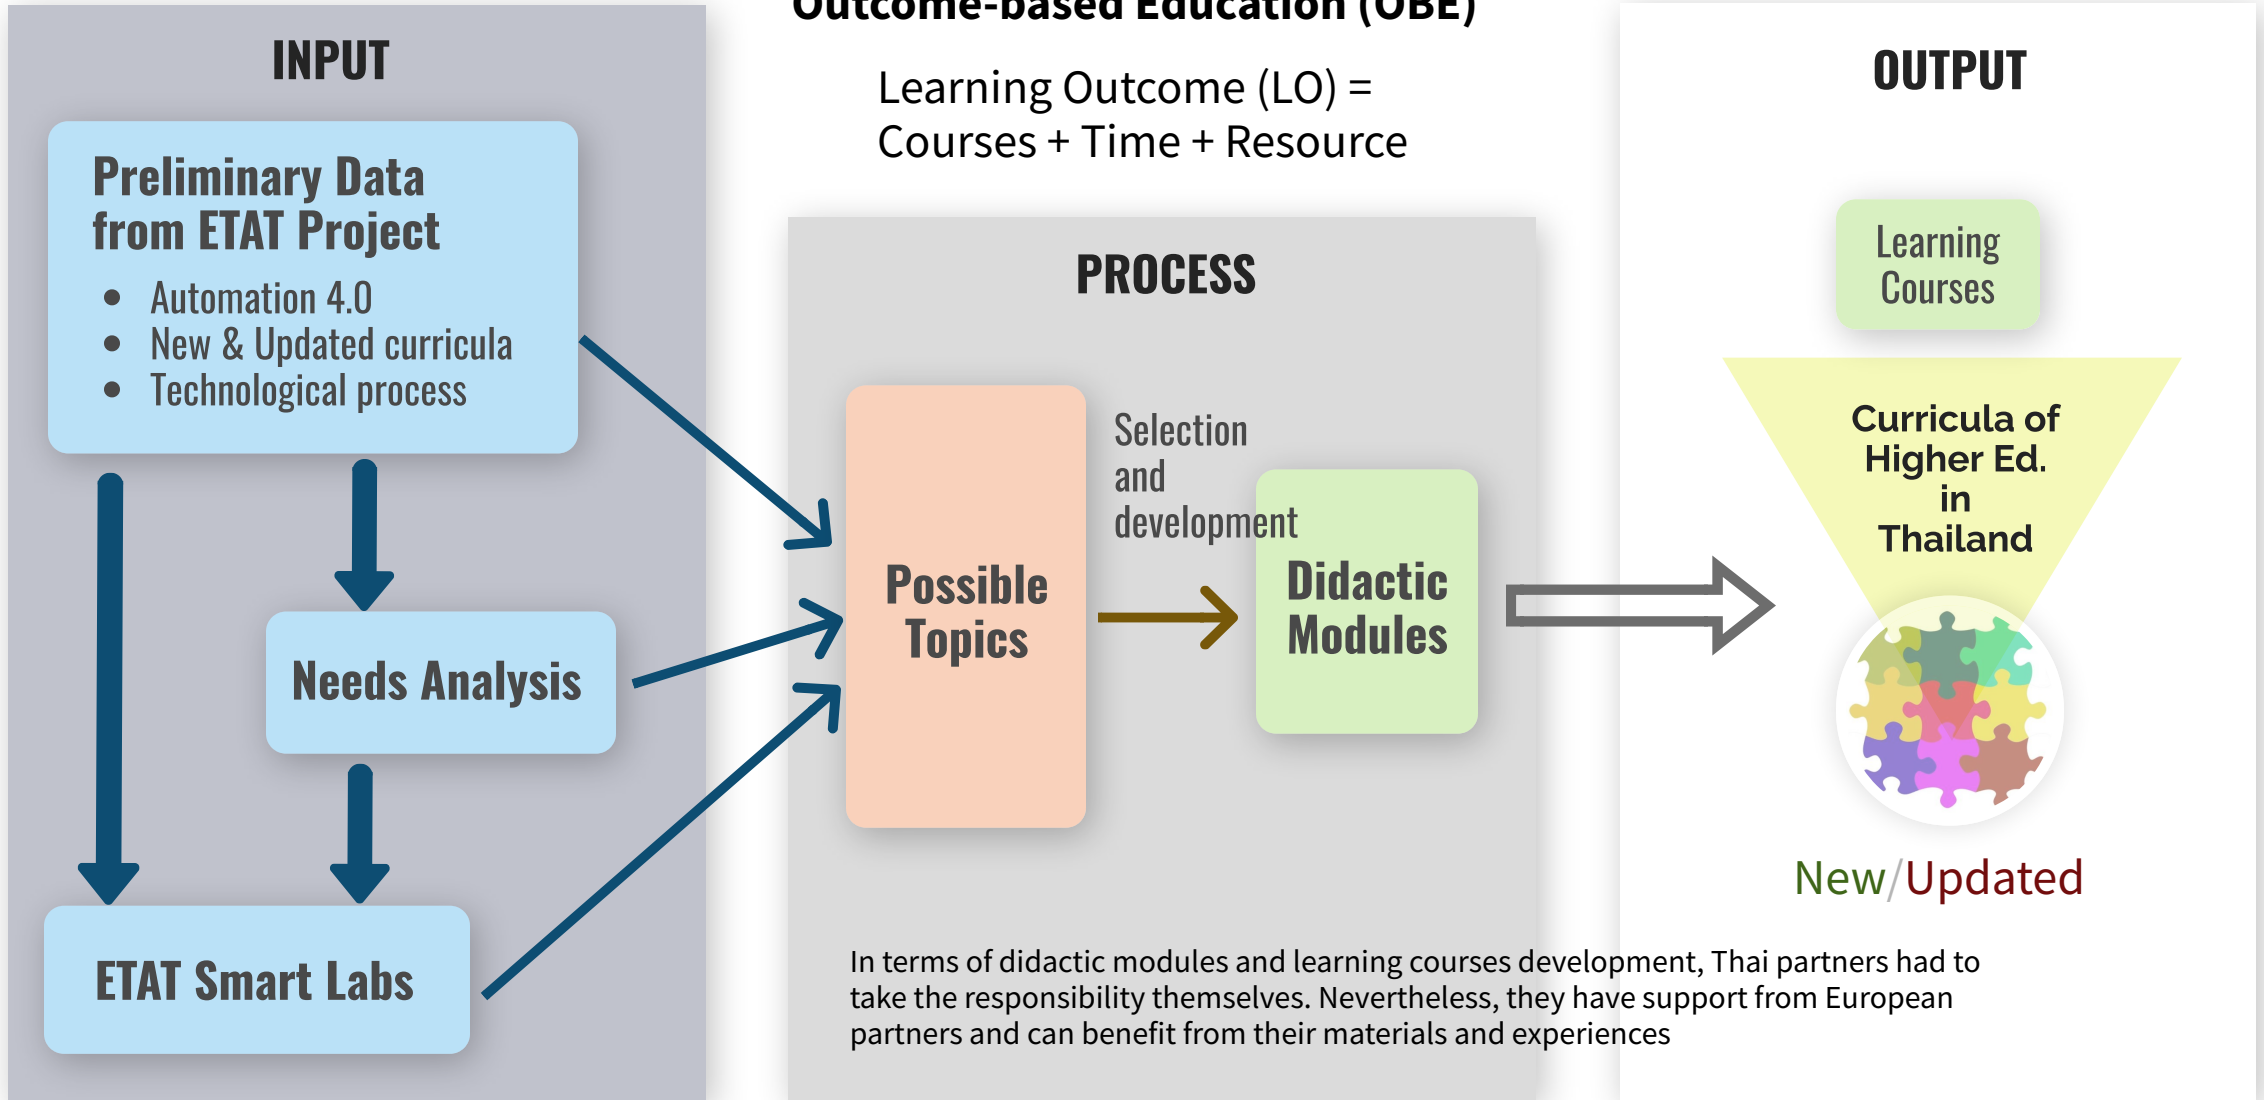 Outcome-based Education (OBE)
Learning Outcome (LO) =
Courses + Time + Resource
INPUT
Preliminary Data
from ETAT Project
• Automation 4.0
• New & Updated curricula
• Technological process
Needs Analysis
ETAT Smart Labs
PROCESS
Possible
Topics
Selection
and
development
Didactic
Modules
OUTPUT
Learning
Courses
Curricula of
Higher Ed.
in
Thailand
New/Updated
In terms of didactic modules and learning courses development, Thai partners had to
take the responsibility themselves. Nevertheless, they have support from European
partners and can benefit from their materials and experiences